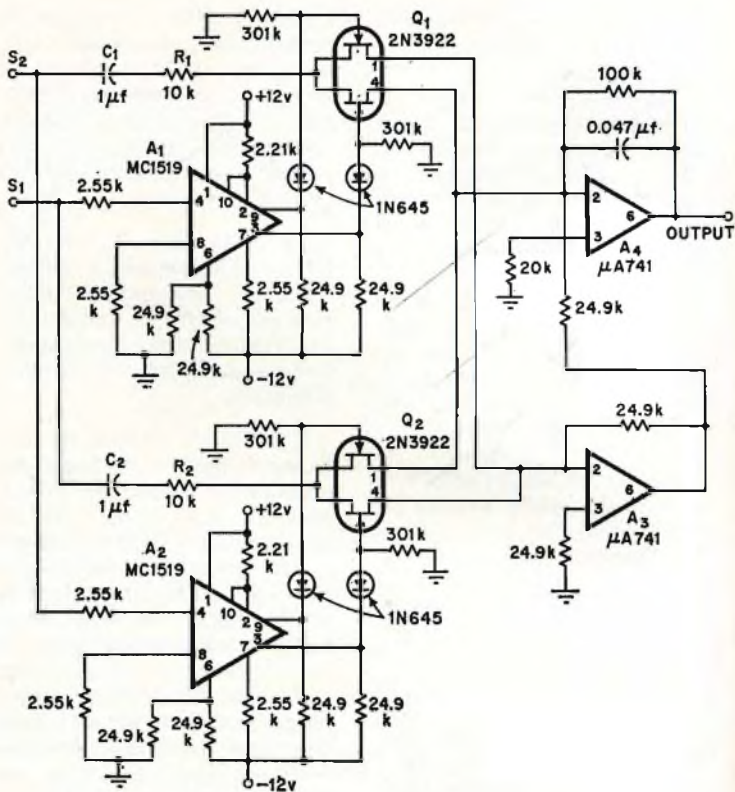 301k
Q1
2N3922
S2
C1
1µf
R1
10k
+12v
1
4
100k
0.047µf
A1
MC1519
2.21k
301k
S1
2.55k
1
10
4
2
9
3
8
7
6
1N645
2
6
3
A4
µA741
OUTPUT
20k
2.55
k
24.9
k
2.55
k
24.9
k
24.9
k
24.9k
24.9k
-12v
301k
Q2
2N3922
24.9k
C2
1µf
R2
10k
1
4
2
6
3
A3
µA741
+12v
24.9k
A2
MC1519
2.21
k
301k
1
10
2.55k
4
2
9
3
8
7
6
1N645
2.55k
24.9k
24.9
k
2.55
k
24.9
k
24.9
k
-12v